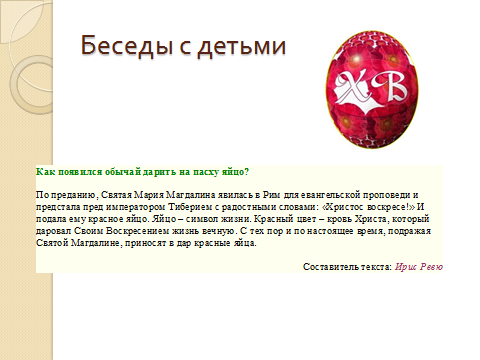 Беседы с детьми
ХВ
Как появился обычай дарить на пасху яйцо?
По преданию, Святая Мария Магдалина явилась в Рим для евангельской проповеди и
предстала пред императором Тиберием с радостными словами: «Христос воскресе!» И
подала ему красное яйцо. Яйцо – символ жизни. Красный цвет – кровь Христа, который
даровал Своим Воскресением жизнь вечную. С тех пор и по настоящее время, подражая
Святой Магдалине, приносят в дар красные яйца.
Составитель текста: Ирис Ревю